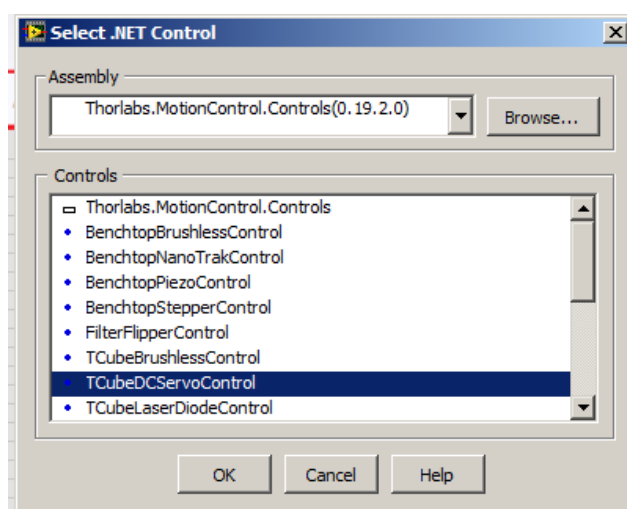 Select .NET Control
Assembly
Thorlabs.MotionControl.Controls(0.19.2.0)
Browse...
Controls
Thorlabs.MotionControl.Controls
BenchtopBrushlessControl
BenchtopNanoTrakControl
BenchtopPiezoControl
BenchtopStepperControl
FilterFlipperControl
TCubeBrushlessControl
TCubeDCServoControl
TCubeLaserDiodeControl
OK Cancel Help